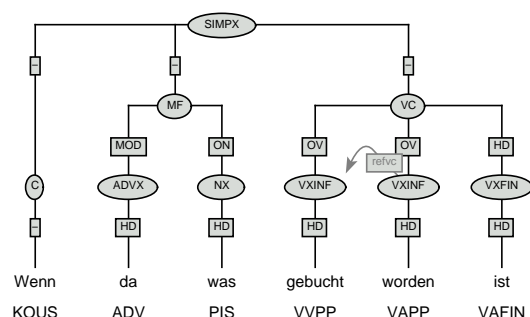 SIMPX
– – –
MF VC
MOD ON OV OV HD
refvc
C ADVX NX VXINF VXINF VXFIN
– HD HD HD HD HD
Wenn da was gebucht worden ist
KOUS ADV PIS VVPP VAPP VAFIN